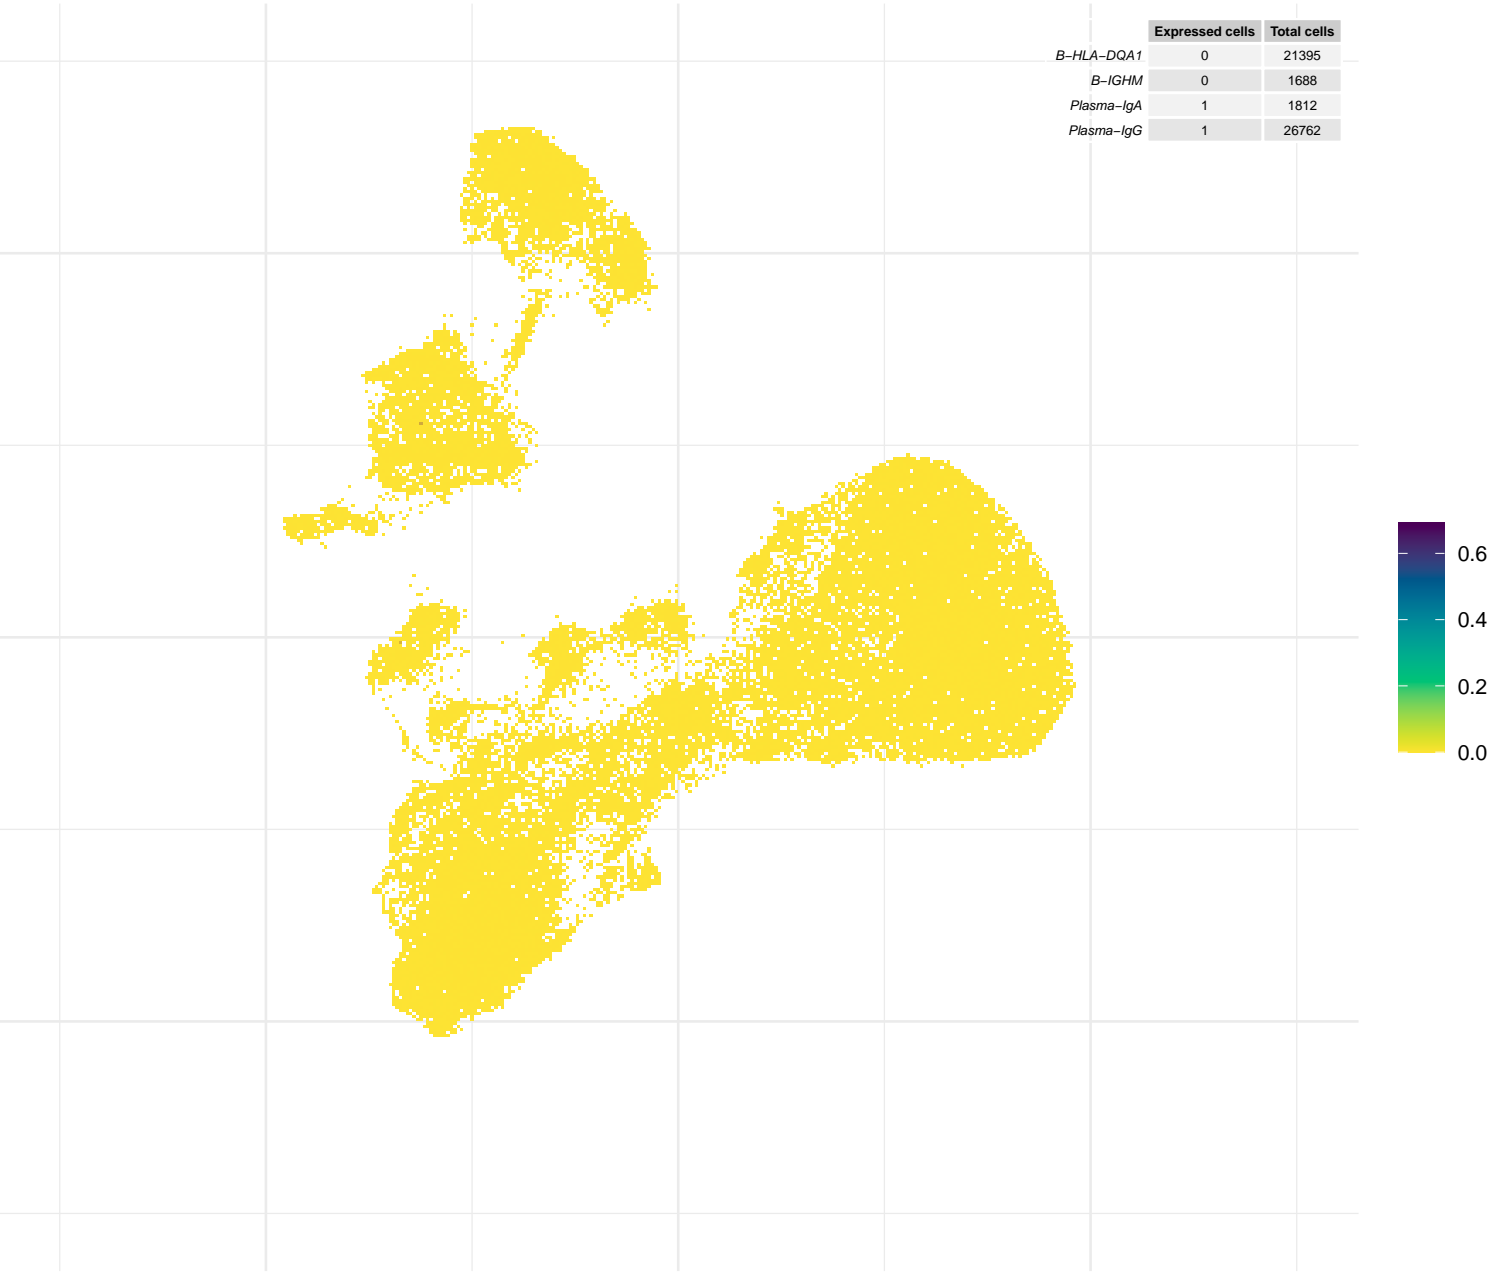 Expressed cells Total cells
B−HLA−DQA1 0 21395
B−IGHM 0 1688
Plasma−IgA 1 1812
Plasma−IgG 1 26762
0.6
0.4
0.2
0.0